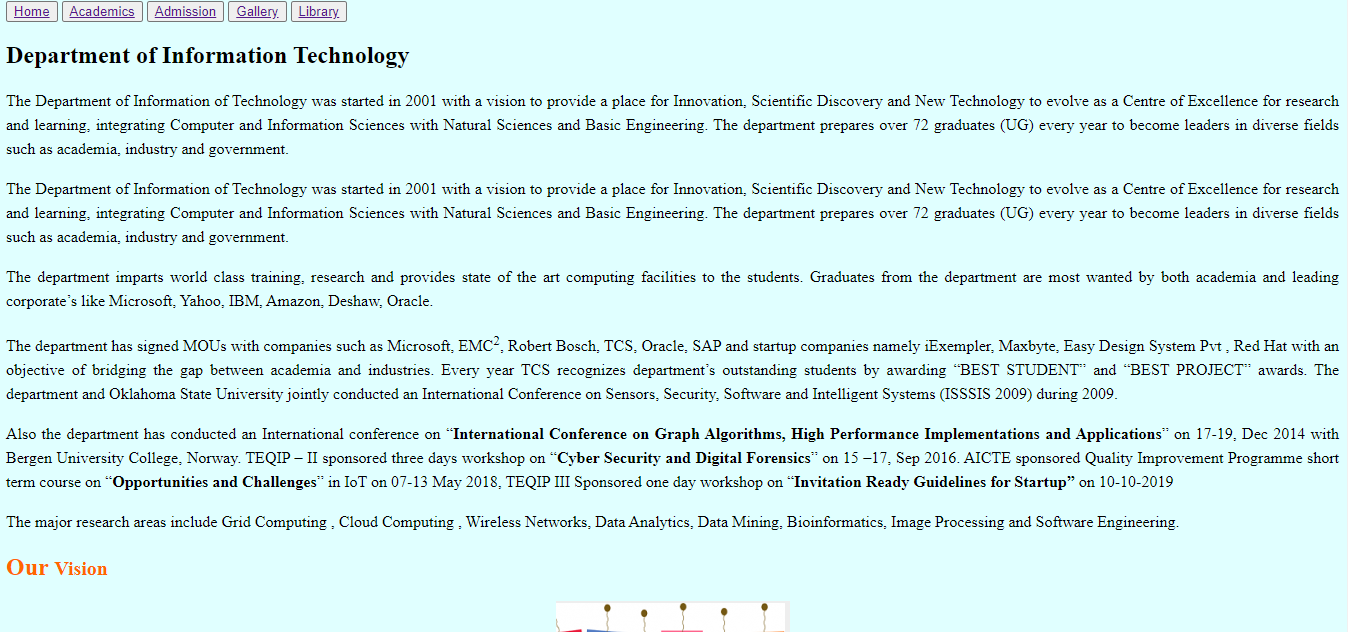 Home Academics Admission Gallery Library
Department of Information Technology
The Department of Information of Technology was started in 2001 with a vision to provide a place for Innovation, Scientific Discovery and New Technology to evolve as a Centre of Excellence for research
and learning, integrating Computer and Information Sciences with Natural Sciences and Basic Engineering. The department prepares over 72 graduates (UG) every year to become leaders in diverse fields
such as academia, industry and government.
The Department of Information of Technology was started in 2001 with a vision to provide a place for Innovation, Scientific Discovery and New Technology to evolve as a Centre of Excellence for research
and learning, integrating Computer and Information Sciences with Natural Sciences and Basic Engineering. The department prepares over 72 graduates (UG) every year to become leaders in diverse fields
such as academia, industry and government.
The department imparts world class training, research and provides state of the art computing facilities to the students. Graduates from the department are most wanted by both academia and leading
corporate’s like Microsoft, Yahoo, IBM, Amazon, Deshaw, Oracle.
The department has signed MOUs with companies such as Microsoft, EMC², Robert Bosch, TCS, Oracle, SAP and startup companies namely iExempler, Maxbyte, Easy Design System Pvt , Red Hat with an
objective of bridging the gap between academia and industries. Every year TCS recognizes department’s outstanding students by awarding “BEST STUDENT” and “BEST PROJECT” awards. The
department and Oklahoma State University jointly conducted an International Conference on Sensors, Security, Software and Intelligent Systems (ISSSIS 2009) during 2009.
Also the department has conducted an International conference on “International Conference on Graph Algorithms, High Performance Implementations and Applications” on 17-19, Dec 2014 with
Bergen University College, Norway. TEQIP – II sponsored three days workshop on “Cyber Security and Digital Forensics” on 15 –17, Sep 2016. AICTE sponsored Quality Improvement Programme short
term course on “Opportunities and Challenges” in IoT on 07-13 May 2018, TEQIP III Sponsored one day workshop on “Invitation Ready Guidelines for Startup” on 10-10-2019
The major research areas include Grid Computing , Cloud Computing , Wireless Networks, Data Analytics, Data Mining, Bioinformatics, Image Processing and Software Engineering.
Our Vision